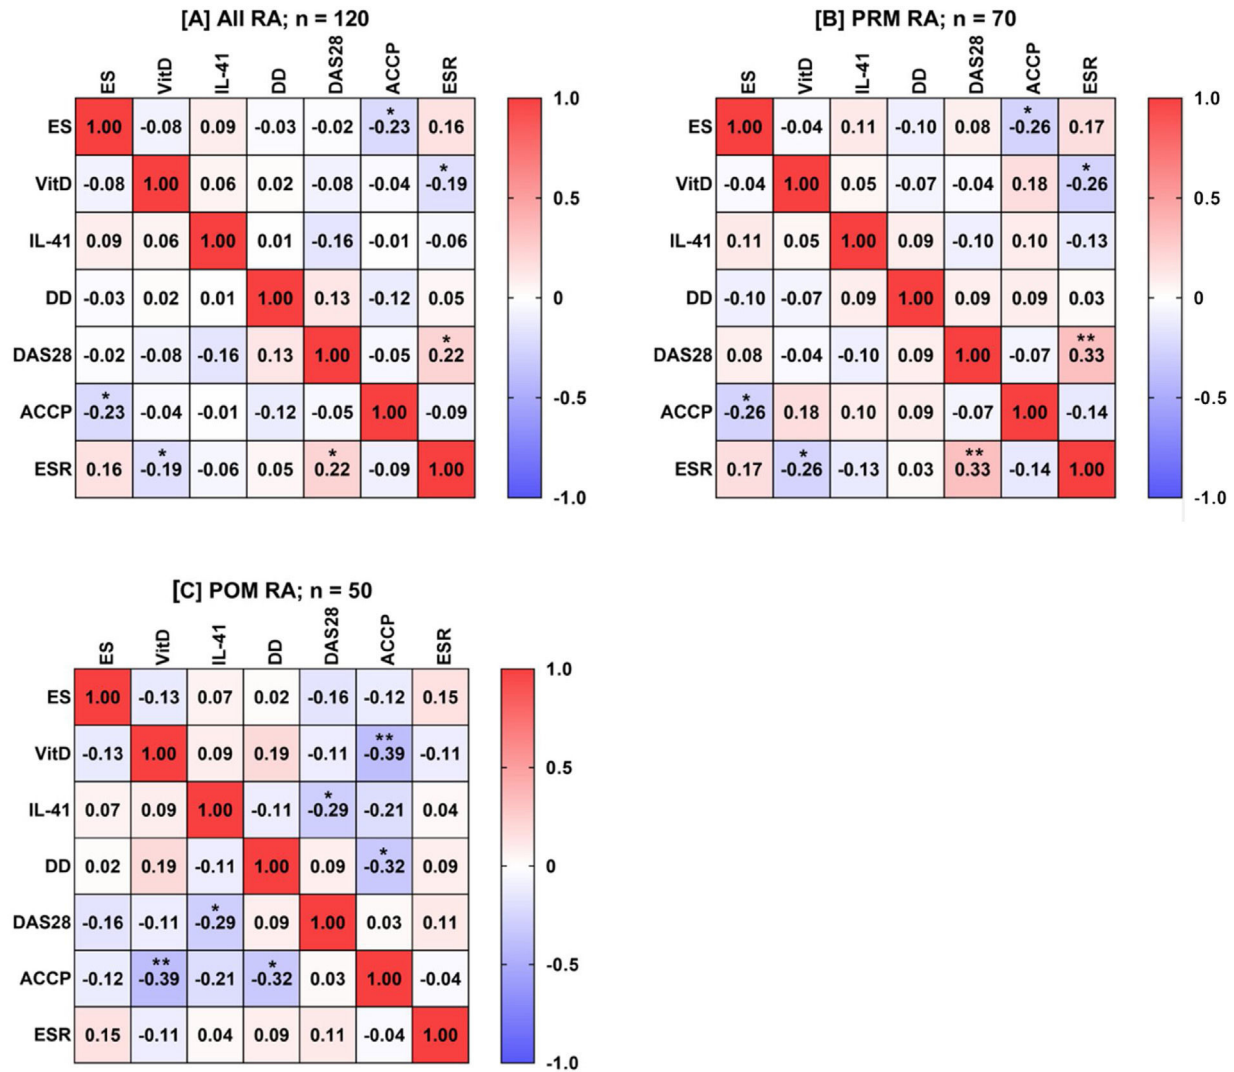 [A] All RA; n = 120
ES VitD IL-41 DD DAS28 ACCP ESR
ES 1.00 -0.08 0.09 -0.03 -0.02 * -0.23 0.16
VitD -0.08 1.00 0.06 0.02 -0.08 -0.04 * -0.19
IL-41 0.09 0.06 1.00 0.01 -0.16 -0.01 -0.06
DD -0.03 0.02 0.01 1.00 0.13 -0.12 0.05
DAS28 -0.02 -0.08 -0.16 0.13 1.00 -0.05 * 0.22
ACCP * -0.23 -0.04 -0.01 -0.12 -0.05 1.00 -0.09
ESR 0.16 * -0.19 -0.06 0.05 * 0.22 -0.09 1.00
1.0
0.5
0
-0.5
-1.0
[B] PRM RA; n = 70
ES VitD IL-41 DD DAS28 ACCP ESR
ES 1.00 -0.04 0.11 -0.10 0.08 * -0.26 0.17
VitD -0.04 1.00 0.05 -0.07 -0.04 0.18 * -0.26
IL-41 0.11 0.05 1.00 0.09 -0.10 0.10 -0.13
DD -0.10 -0.07 0.09 1.00 0.09 0.09 0.03
DAS28 0.08 -0.04 -0.10 0.09 1.00 -0.07 ** 0.33
ACCP * -0.26 0.18 0.10 0.09 -0.07 1.00 -0.14
ESR 0.17 * -0.26 -0.13 0.03 ** 0.33 -0.14 1.00
1.0
0.5
0
-0.5
-1.0
[C] POM RA; n = 50
ES VitD IL-41 DD DAS28 ACCP ESR
ES 1.00 -0.13 0.07 0.02 -0.16 -0.12 0.15
VitD -0.13 1.00 0.09 0.19 -0.11 ** -0.39 -0.11
IL-41 0.07 0.09 1.00 -0.11 * -0.29 -0.21 0.04
DD 0.02 0.19 -0.11 1.00 0.09 * -0.32 0.09
DAS28 -0.16 -0.11 * -0.29 0.09 1.00 0.03 0.11
ACCP -0.12 ** -0.39 -0.21 * -0.32 0.03 1.00 -0.04
ESR 0.15 -0.11 0.04 0.09 0.11 -0.04 1.00
1.0
0.5
0
-0.5
-1.0